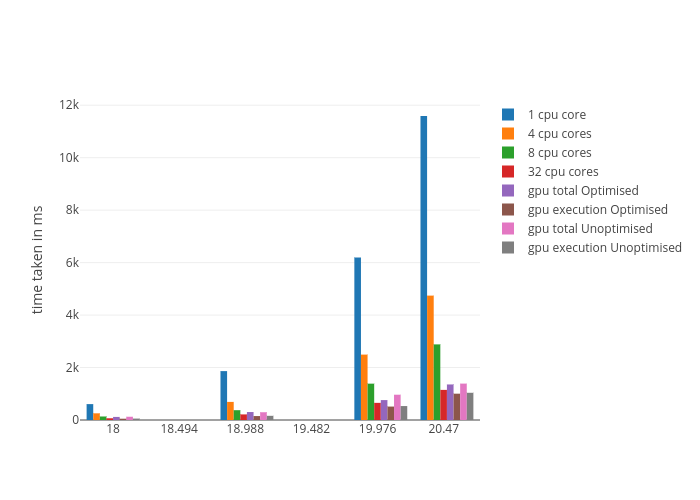 12k
10k
8k
6k
4k
2k
0
time taken in ms
18
18.494
18.988
19.482
19.976
20.47
1 cpu core
4 cpu cores
8 cpu cores
32 cpu cores
gpu total Optimised
gpu execution Optimised
gpu total Unoptimised
gpu execution Unoptimised